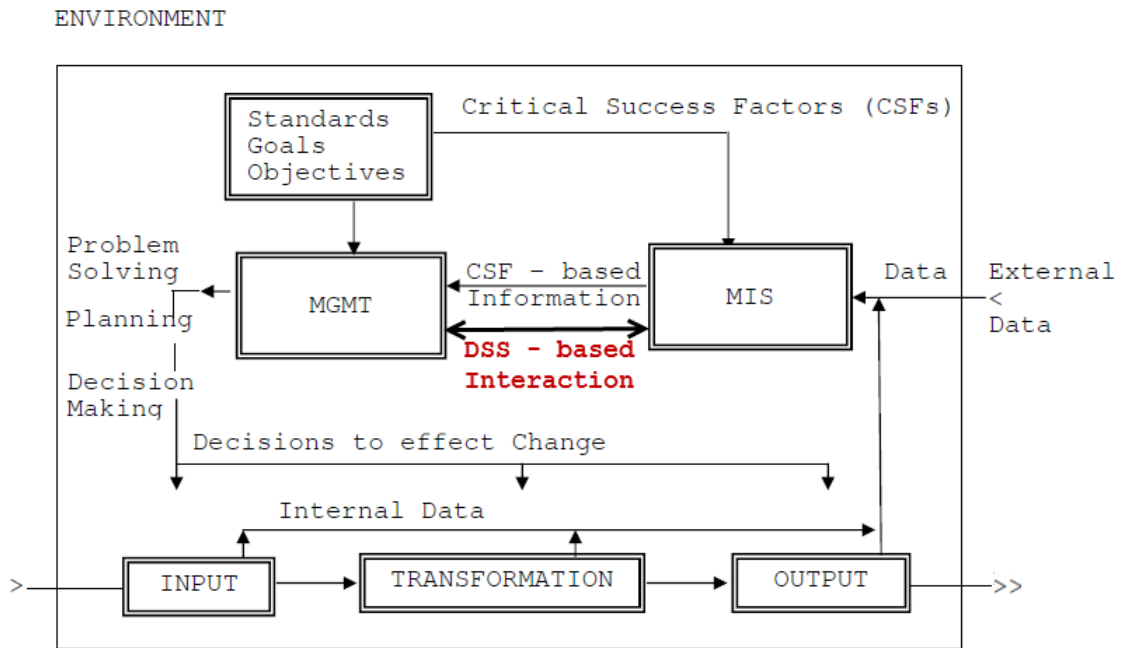 ENVIRONMENT
Standards
Goals
Objectives
Critical Success Factors (CSFs)
Problem
Solving
Planning
Decision
Making
MGMT
CSF - based
Information
DSS - based
Interaction
MIS
Data
External
<
Data
Decisions to effect Change
Internal Data
>
INPUT
TRANSFORMATION
OUTPUT
>>